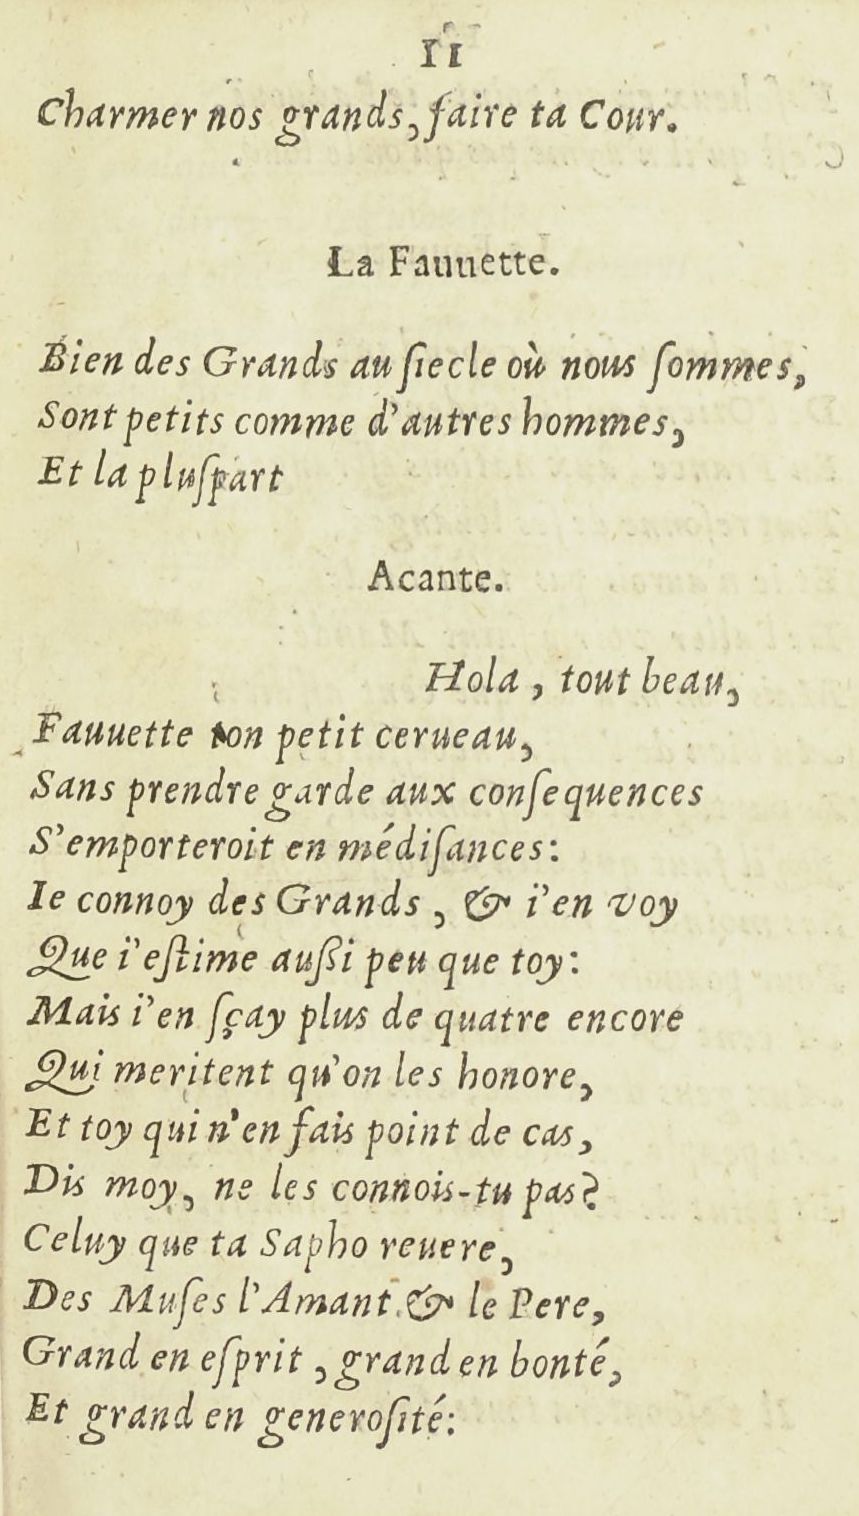 11
Charmer nos grands, faire ta Cour.
La Fauuette.
Bien des Grands au ſiecle où nous ſommes,
Sont petits comme d'autres hommes,
Et la pluſpart
Acante.
Hola, tout beau,
Fauuette ton petit cerueau,
Sans prendre garde aux conſequences
S'emporteroit en médiſances:
Ie connoy des Grands, & i'en voy
Que i'eſtime auſſi peu que toy:
Mais i'en ſçay plus de quatre encore
Qui meritent qu'on les honore,
Et toy qui n'en fais point de cas,
Dis moy, ne les connois-tu pas?
Celuy que ta Sapho reuere,
Des Muſes l'Amant & le Pere,
Grand en eſprit, grand en bonté,
Et grand en generoſité: